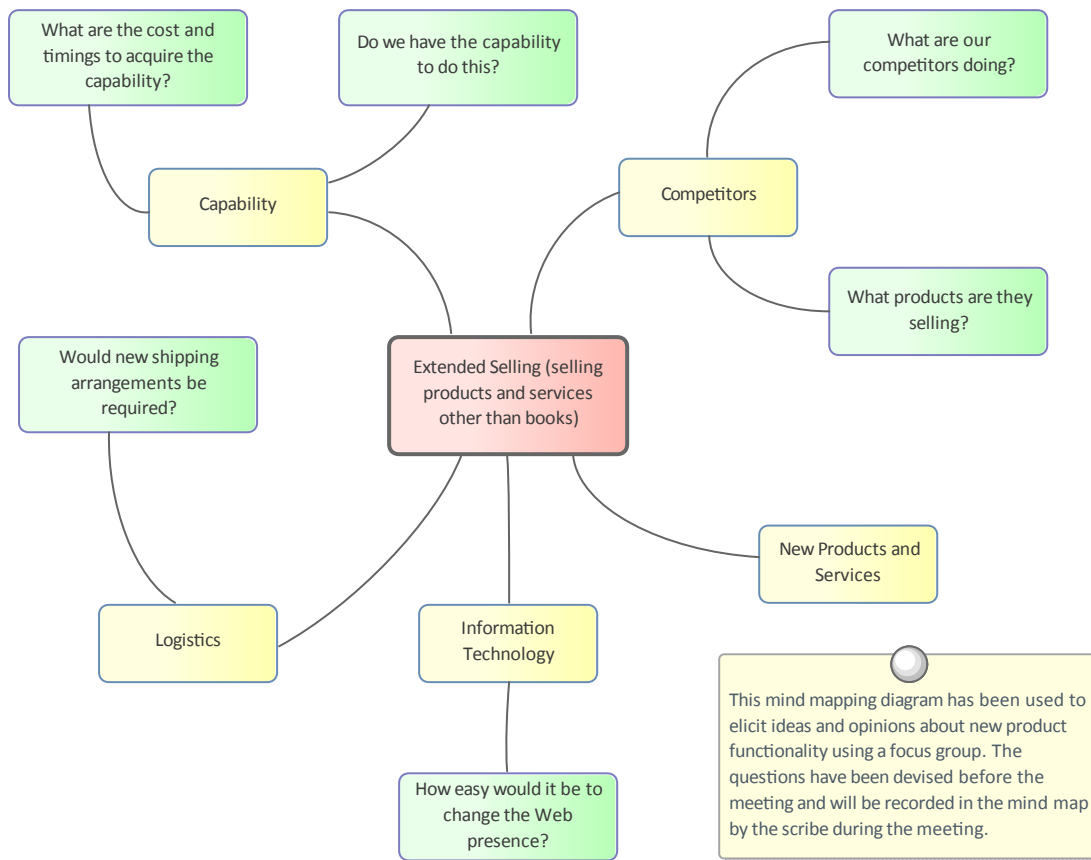 What are the cost and
timings to acquire the
capability?
Do we have the capability
to do this?
What are our
competitors doing?
Capability
Competitors
What products are they
selling?
Would new shipping
arrangements be
required?
Extended Selling (selling
products and services
other than books)
New Products and
Services
Logistics
Information
Technology
How easy would it be to
change the Web
presence?
This mind mapping diagram has been used to
elicit ideas and opinions about new product
functionality using a focus group. The
questions have been devised before the
meeting and will be recorded in the mind map
by the scribe during the meeting.